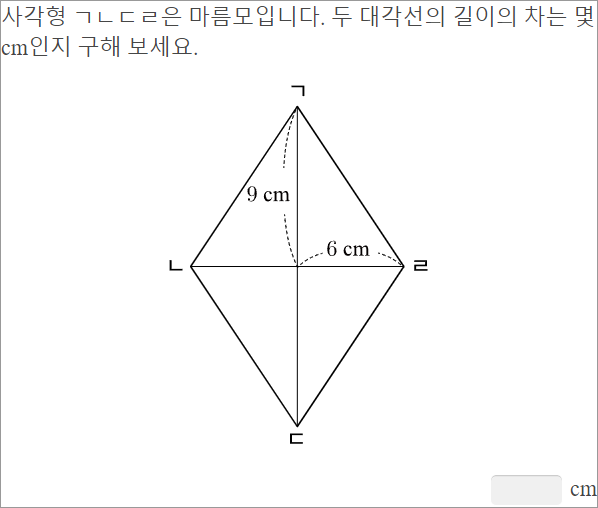 사각형 ㄱㄴㄷㄹ은 마름모입니다. 두 대각선의 길이의 차는 몇
cm인지 구해 보세요.
ㄱ
9 cm
6 cm
ㄴ
ㄹ
ㄷ
cm